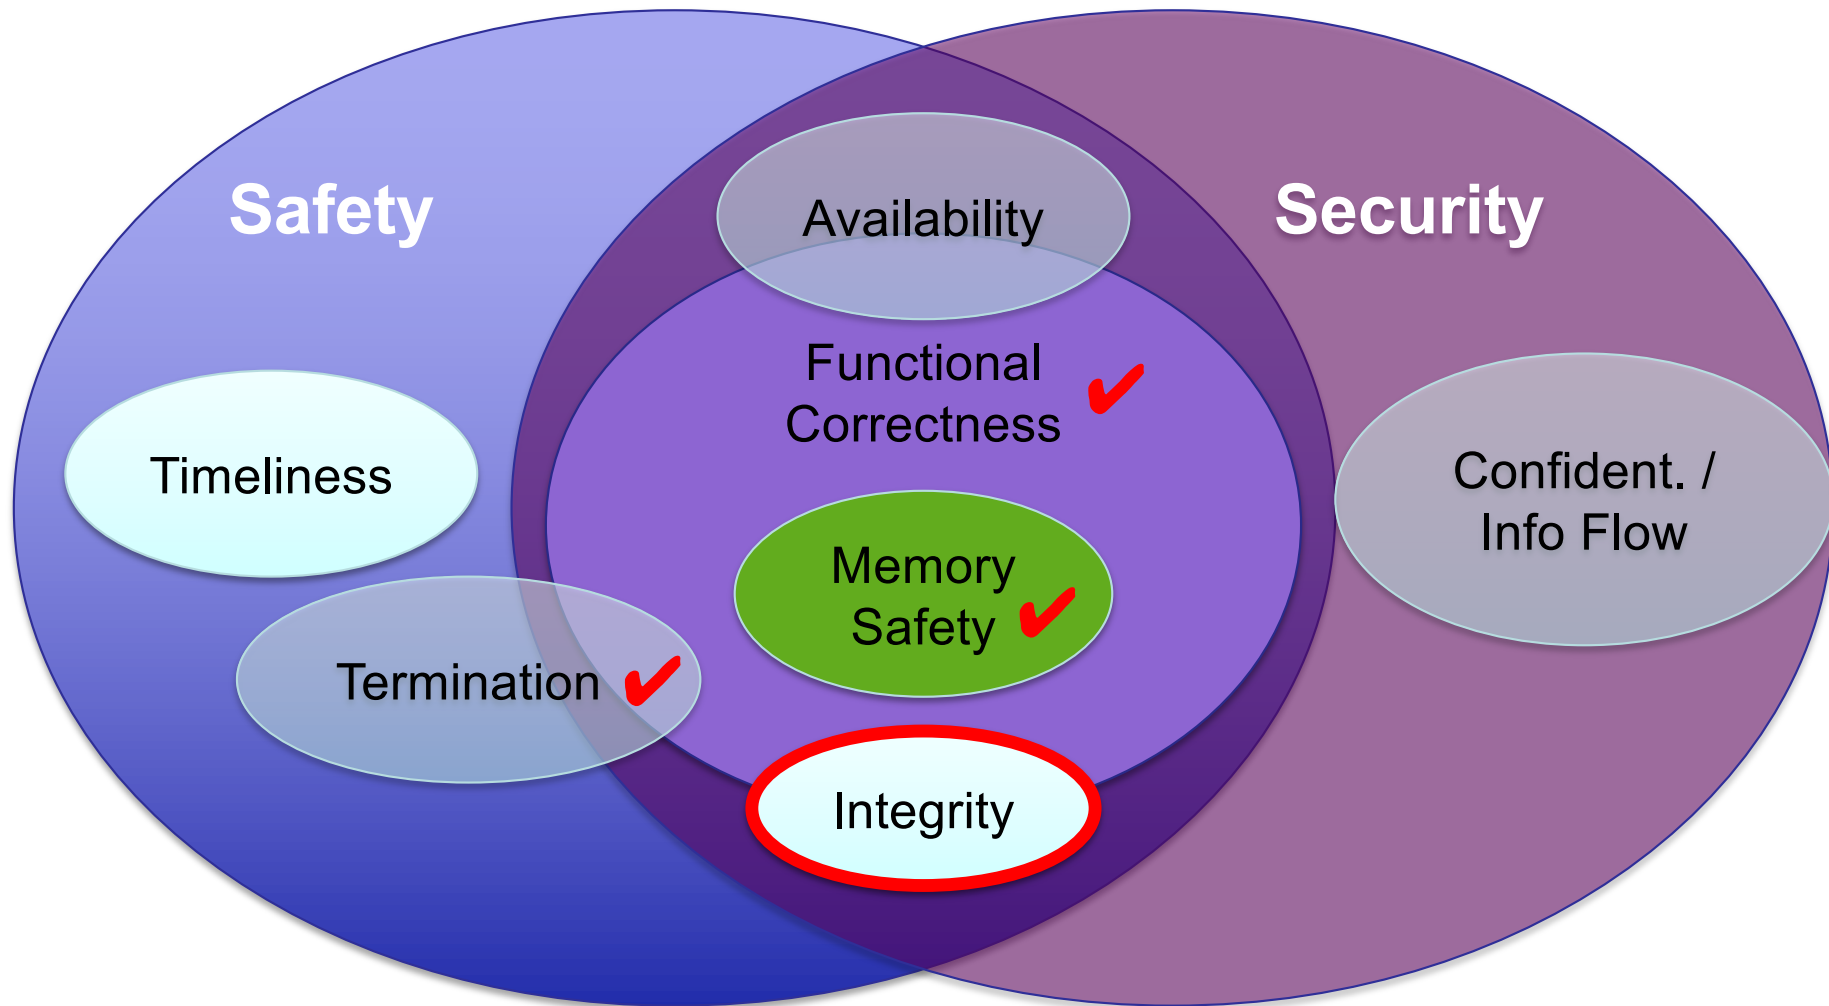 Safety
Security
Availability
Functional
Correctness
Timeliness
Confident. /
Info Flow
Memory
Safety
Termination
Integrity